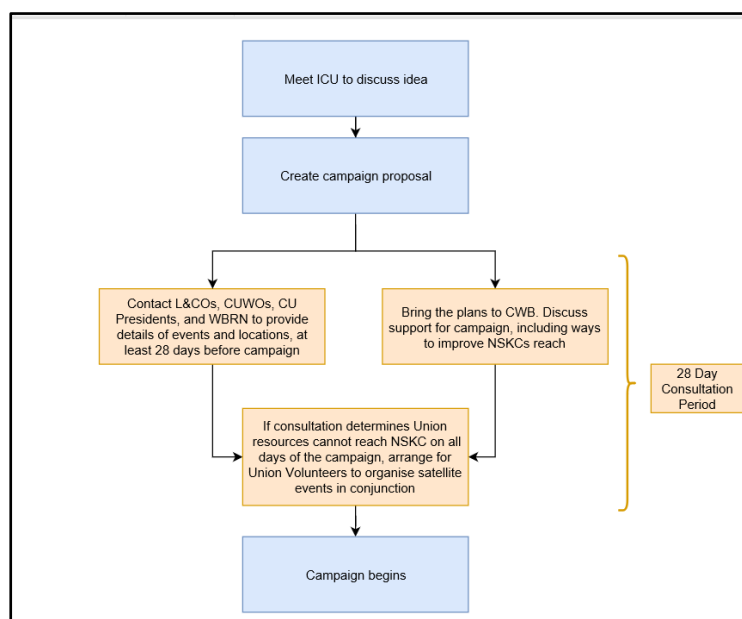 Meet ICU to discuss idea
Create campaign proposal
Contact L&COs, CUWOs, CU
Presidents, and WBRN to provide
details of events and locations, at
least 28 days before campaign
Bring the plans to CWB. Discuss
support for campaign, including ways
to improve NSKCs reach
28 Day
Consultation
Period
If consultation determines Union
resources cannot reach NSKC on all
days of the campaign, arrange for
Union Volunteers to organise satellite
events in conjunction
Campaign begins